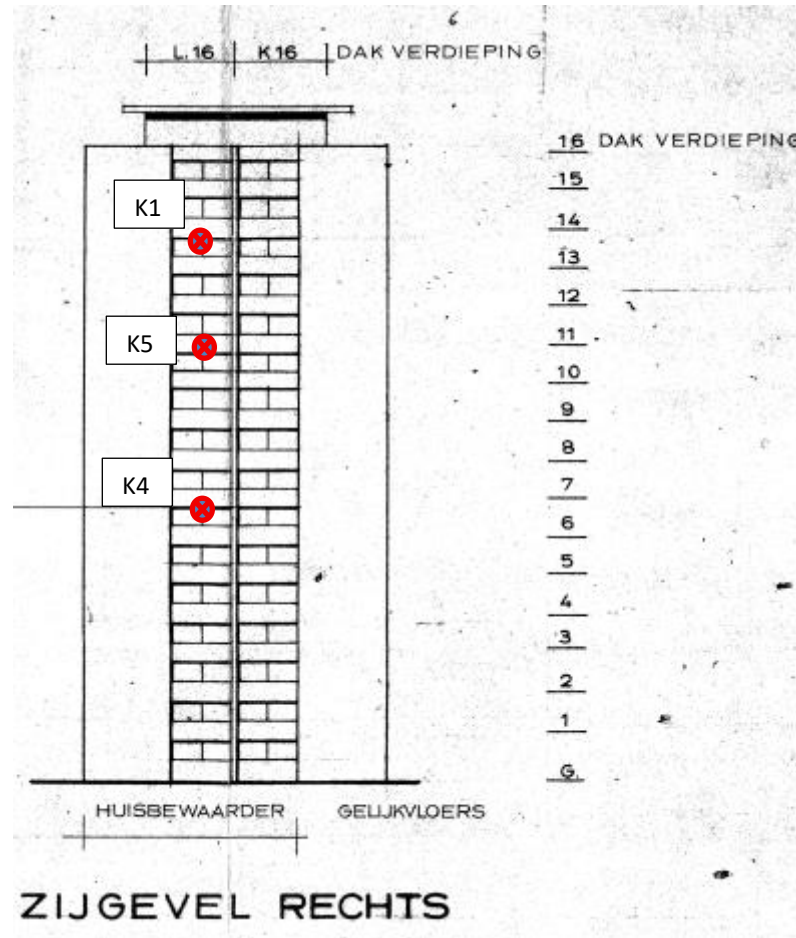 6
L.16 K16 DAK VERDIEPING
16 DAK VERDIEPING
15
K1
14
13
12
K5
11
10
9
8
K4
7
6
5
4
3
2
1
G.
HUISBEWAARDER GELIJKVLOERS
ZIJGEVEL RECHTS